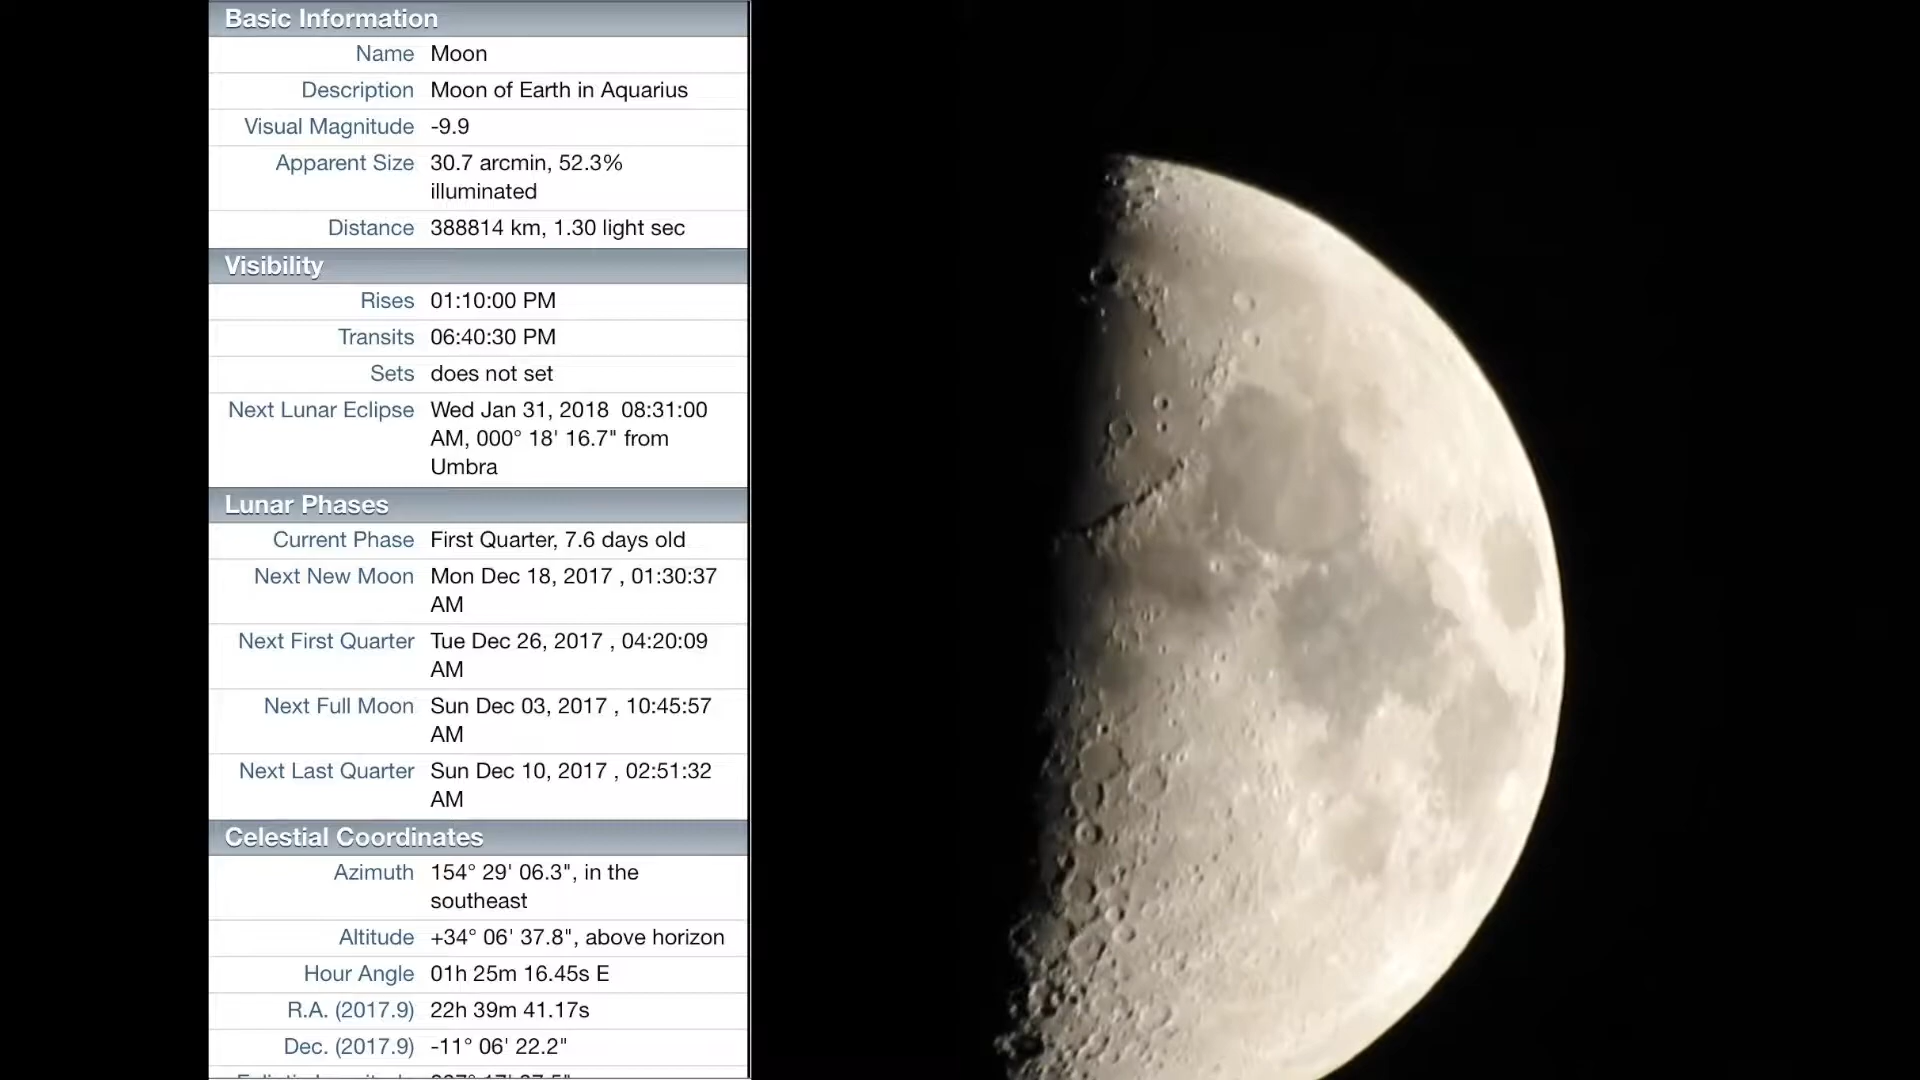 Basic Information
Name Moon
Description Moon of Earth in Aquarius
Visual Magnitude -9.9
Apparent Size 30.7 arcmin, 52.3%
illuminated
Distance 388814 km, 1.30 light sec
Visibility
Rises 01:10:00 PM
Transits 06:40:30 PM
Sets does not set
Next Lunar Eclipse Wed Jan 31, 2018 08:31:00
AM, 000° 18' 16.7" from
Umbra
Lunar Phases
Current Phase First Quarter, 7.6 days old
Next New Moon Mon Dec 18, 2017 , 01:30:37
AM
Next First Quarter Tue Dec 26, 2017 , 04:20:09
AM
Next Full Moon Sun Dec 03, 2017 , 10:45:57
AM
Next Last Quarter Sun Dec 10, 2017 , 02:51:32
AM
Celestial Coordinates
Azimuth 154° 29' 06.3", in the
southeast
Altitude +34° 06' 37.8", above horizon
Hour Angle 01h 25m 16.45s E
R.A. (2017.9) 22h 39m 41.17s
Dec. (2017.9) -11° 06' 22.2"